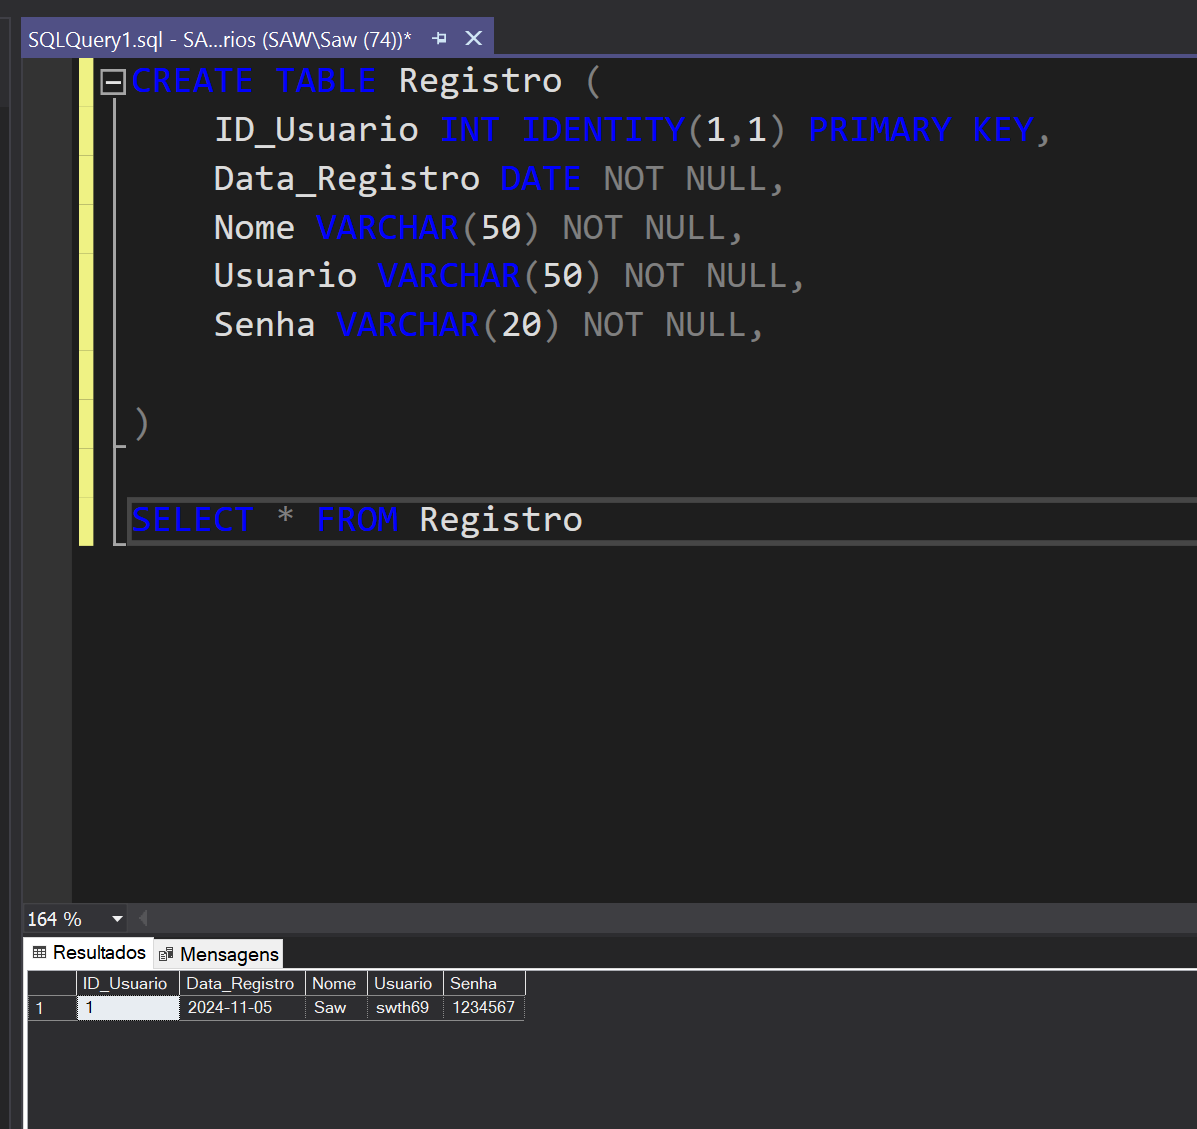 SQLQuery1.sql - SA...rios (SAW\Saw (74))*
CREATE TABLE Registro (
ID_Usuario INT IDENTITY(1,1) PRIMARY KEY,
Data_Registro DATE NOT NULL,
Nome VARCHAR(50) NOT NULL,
Usuario VARCHAR(50) NOT NULL,
Senha VARCHAR(20) NOT NULL,
)
SELECT * FROM Registro
164 %
Resultados Mensagens
ID_Usuario Data_Registro Nome Usuario Senha
1 1 2024-11-05 Saw swth69 1234567